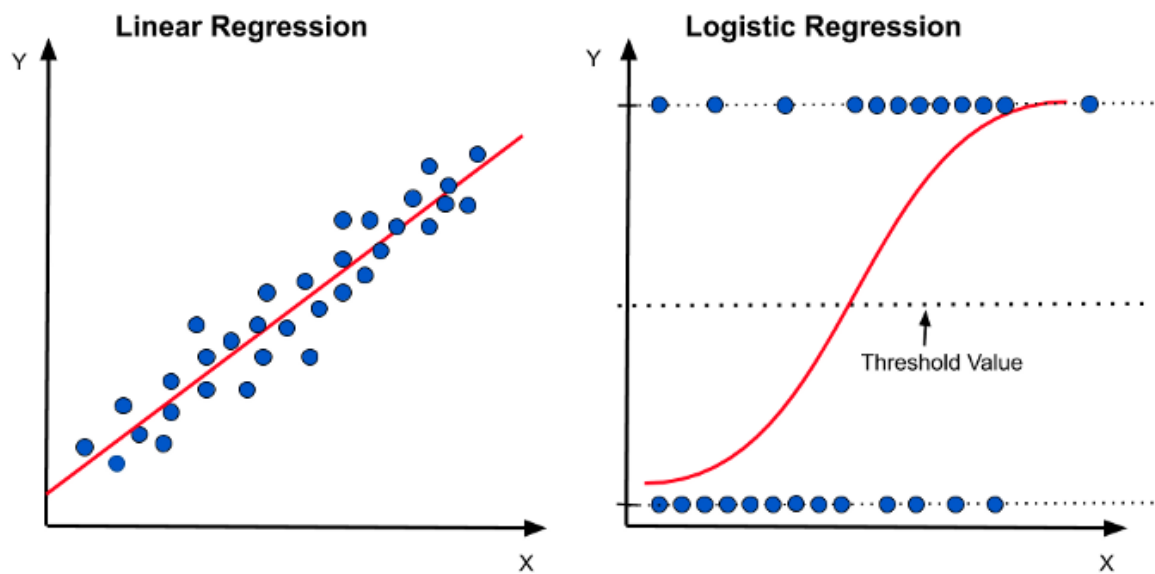 Linear Regression
Y
X
Logistic Regression
Y
Threshold Value
X